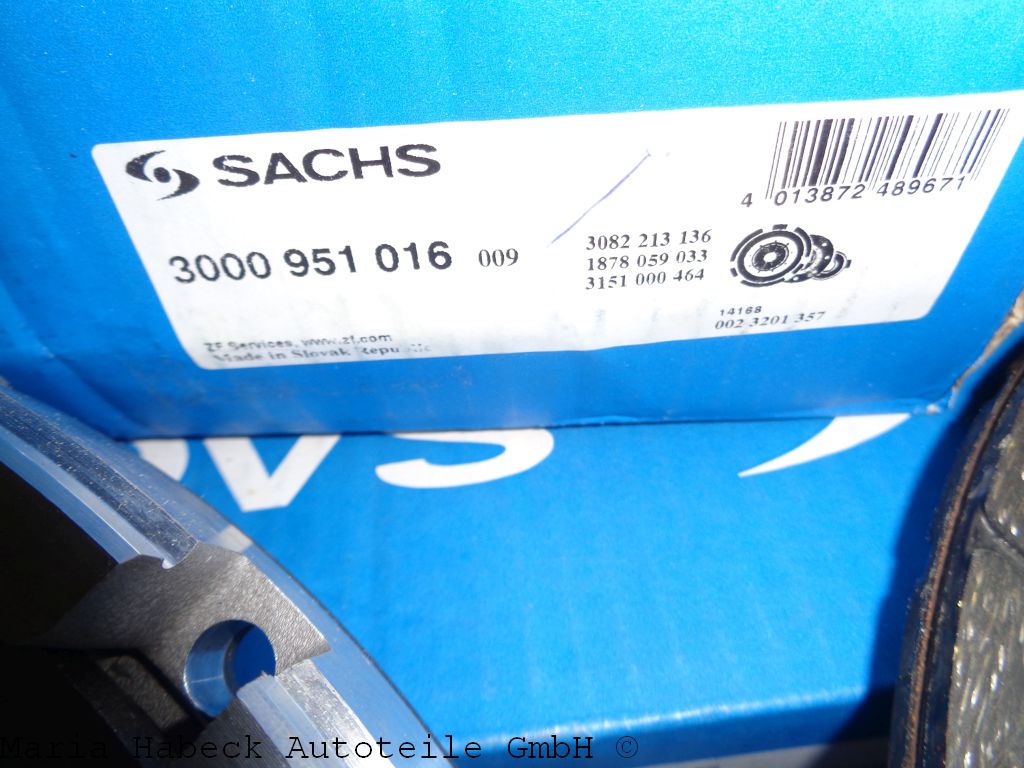 SACHS
4 013872 489671
3000 951 016 009
3082 213 136
1878 059 033
3151 000 464
14168
002 3201 357
ZF Services, www.zf.com
Made in Slovak Republic
Maria Habeck Autoteile GmbH ©